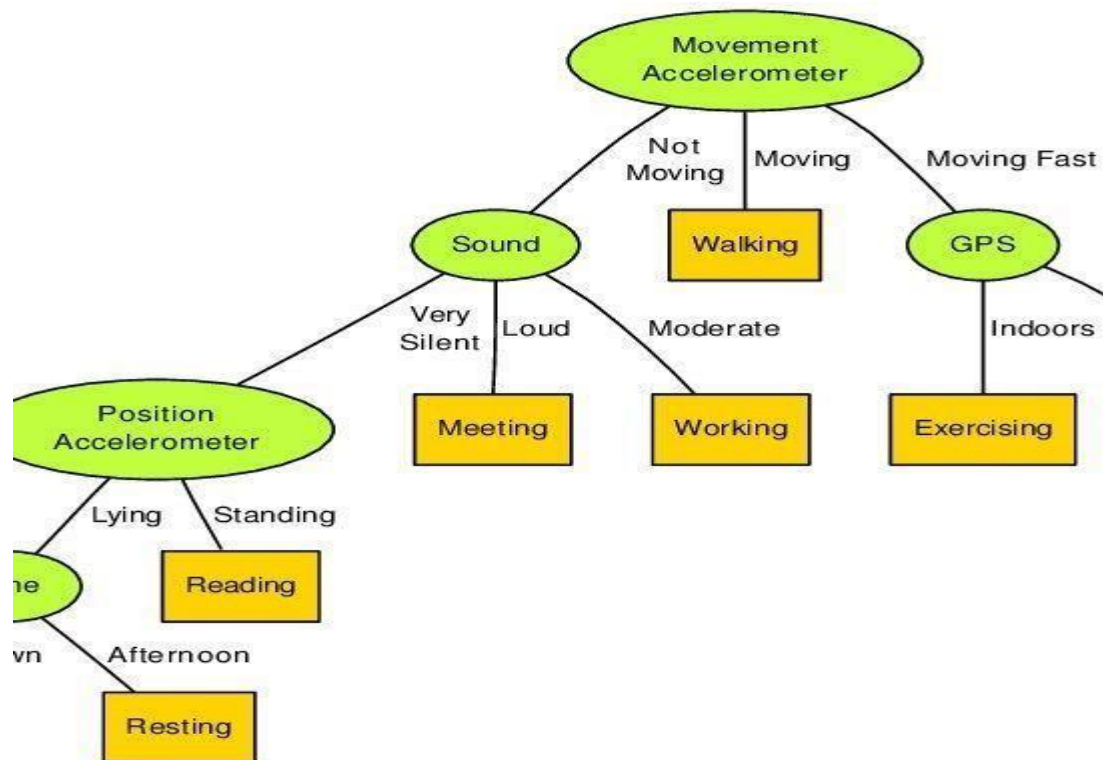 Movement
Accelerometer
Not
Moving
Moving
Moving Fast
Sound
Walking
GPS
Very
Silent
Loud
Moderate
Indoors
Position
Accelerometer
Meeting
Working
Exercising
Lying
Standing
Reading
Afternoon
Resting